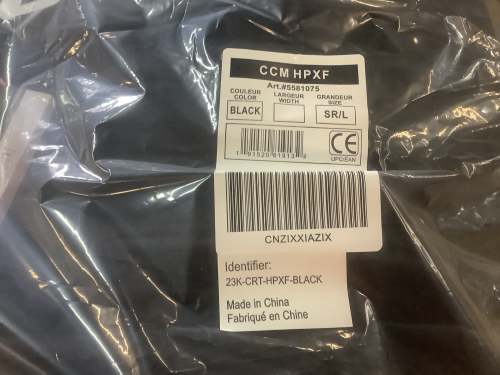 CCM HPXF
Art.#5581075
COULEUR COLOR LARGEUR WIDTH GRANDEUR SIZE
BLACK SR/L
CE
UPC/EAN
CNZIXXIAZIX
Identifier:
23K-CRT-HPXF-BLACK
Made in China
Fabriqué en Chine